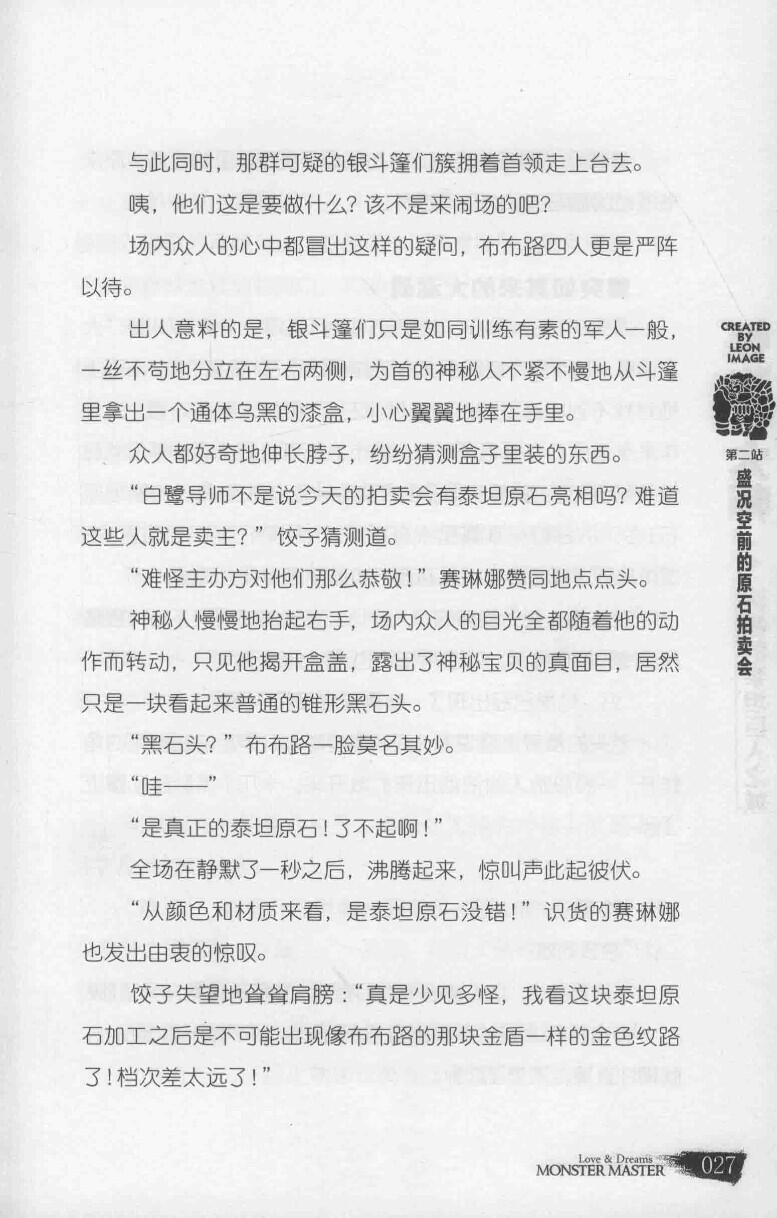 与此同时，那群可疑的银斗篷们簇拥着首领走上台去。
咦，他们这是要做什么？该不是来闹场的吧？
场内众人的心中都冒出这样的疑问，布布路四人更是严阵
以待。
出人意料的是，银斗篷们只是如同训练有素的军人一般，
一丝不苟地分立在左右两侧，为首的神秘人不紧不慢地从斗篷
里拿出一个通体乌黑的漆盒，小心翼翼地捧在手里。
众人都好奇地伸长脖子，纷纷猜测盒子里装的东西。
“白鹭导师不是说今天的拍卖会有泰坦原石亮相吗？难道
这些人就是卖主？”饺子猜测道。
“难怪主办方对他们那么恭敬！”赛琳娜赞同地点点头。
神秘人慢慢地抬起右手，场内众人的目光全都随着他的动
作而转动，只见他揭开盒盖，露出了神秘宝贝的真面目，居然
只是一块看起来普通的锥形黑石头。
“黑石头？”布布路一脸莫名其妙。
“哇——”
“是真正的泰坦原石！了不起啊！”
全场在静默了一秒之后，沸腾起来，惊叫声此起彼伏。
“从颜色和材质来看，是泰坦原石没错！”识货的赛琳娜
也发出由衷的惊叹。
饺子失望地耸耸肩膀：“真是少见多怪，我看这块泰坦原
石加工之后是不可能出现像布布路的那块金盾一样的金色纹路
了！档次差太远了！”
CREATED
BY
LEON
IMAGE
第二站
盛况空前的原石拍卖会
Love & Dreams
MONSTER MASTER
027